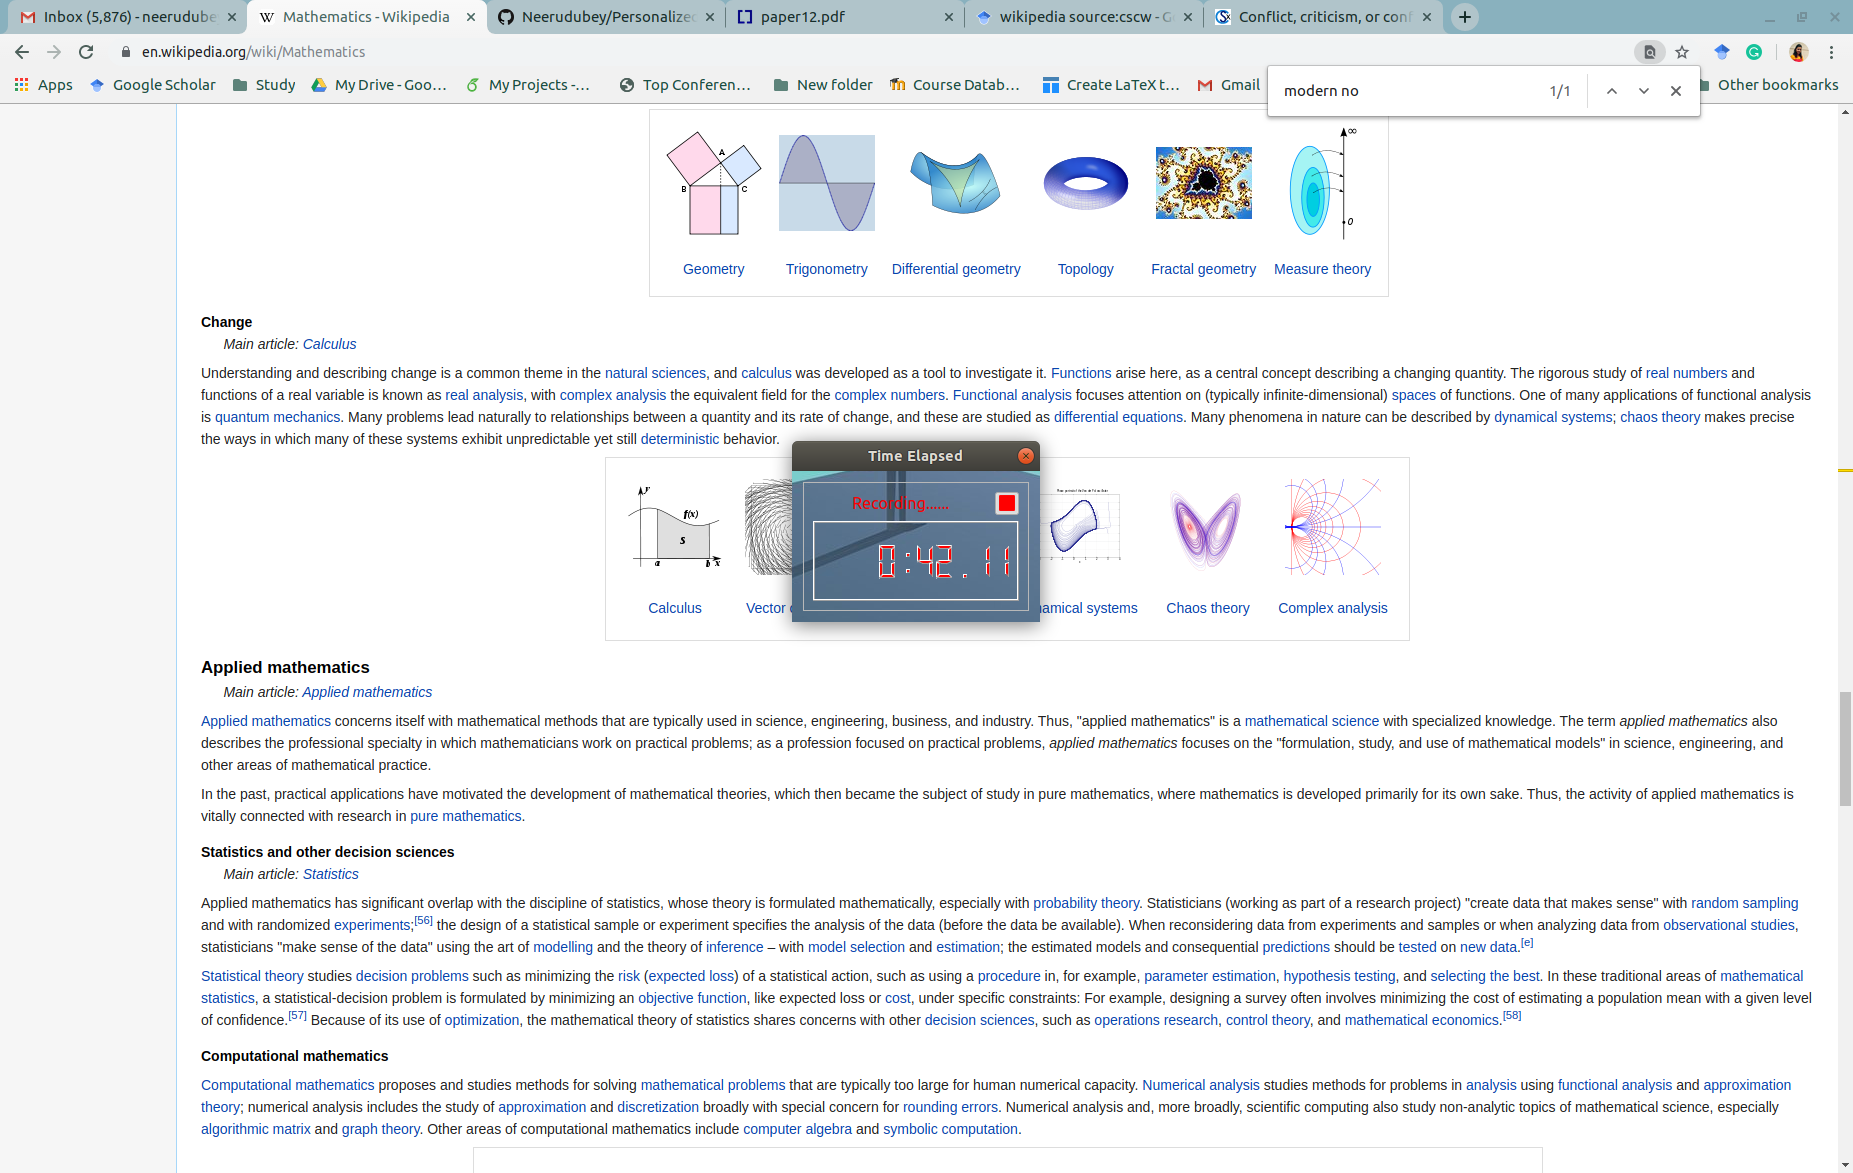 Inbox (5,876) - neerudube
Mathematics - Wikipedia
Neerudubey/Personalized
paper12.pdf
wikipedia source:cscw - G
Conflict, criticism, or conf
en.wikipedia.org/wiki/Mathematics
Apps
Google Scholar
Study
My Drive - Goo...
My Projects -...
Top Conferen...
New folder
Course Datab...
Create LaTeX t...
Gmail
Other bookmarks
modern no
1/1
A
B
C
∞
0
Geometry
Trigonometry
Differential geometry
Topology
Fractal geometry
Measure theory
Change
Main article: Calculus
Understanding and describing change is a common theme in the natural sciences, and calculus was developed as a tool to investigate it. Functions arise here, as a central concept describing a changing quantity. The rigorous study of real numbers and
functions of a real variable is known as real analysis, with complex analysis the equivalent field for the complex numbers. Functional analysis focuses attention on (typically infinite-dimensional) spaces of functions. One of many applications of functional analysis
is quantum mechanics. Many problems lead naturally to relationships between a quantity and its rate of change, and these are studied as differential equations. Many phenomena in nature can be described by dynamical systems; chaos theory makes precise
the ways in which many of these systems exhibit unpredictable yet still deterministic behavior.
Time Elapsed
Recording......
0:42.11
y
f(x)
S
a
b
x
Calculus
Vector
namical systems
Chaos theory
Complex analysis
Applied mathematics
Main article: Applied mathematics
Applied mathematics concerns itself with mathematical methods that are typically used in science, engineering, business, and industry. Thus, "applied mathematics" is a mathematical science with specialized knowledge. The term applied mathematics also
describes the professional specialty in which mathematicians work on practical problems; as a profession focused on practical problems, applied mathematics focuses on the "formulation, study, and use of mathematical models" in science, engineering, and
other areas of mathematical practice.
In the past, practical applications have motivated the development of mathematical theories, which then became the subject of study in pure mathematics, where mathematics is developed primarily for its own sake. Thus, the activity of applied mathematics is
vitally connected with research in pure mathematics.
Statistics and other decision sciences
Main article: Statistics
Applied mathematics has significant overlap with the discipline of statistics, whose theory is formulated mathematically, especially with probability theory. Statisticians (working as part of a research project) "create data that makes sense" with random sampling
and with randomized experiments;[56] the design of a statistical sample or experiment specifies the analysis of the data (before the data be available). When reconsidering data from experiments and samples or when analyzing data from observational studies,
statisticians "make sense of the data" using the art of modelling and the theory of inference – with model selection and estimation; the estimated models and consequential predictions should be tested on new data.[e]
Statistical theory studies decision problems such as minimizing the risk (expected loss) of a statistical action, such as using a procedure in, for example, parameter estimation, hypothesis testing, and selecting the best. In these traditional areas of mathematical
statistics, a statistical-decision problem is formulated by minimizing an objective function, like expected loss or cost, under specific constraints: For example, designing a survey often involves minimizing the cost of estimating a population mean with a given level
of confidence.[57] Because of its use of optimization, the mathematical theory of statistics shares concerns with other decision sciences, such as operations research, control theory, and mathematical economics.[58]
Computational mathematics
Computational mathematics proposes and studies methods for solving mathematical problems that are typically too large for human numerical capacity. Numerical analysis studies methods for problems in analysis using functional analysis and approximation
theory; numerical analysis includes the study of approximation and discretization broadly with special concern for rounding errors. Numerical analysis and, more broadly, scientific computing also study non-analytic topics of mathematical science, especially
algorithmic matrix and graph theory. Other areas of computational mathematics include computer algebra and symbolic computation.